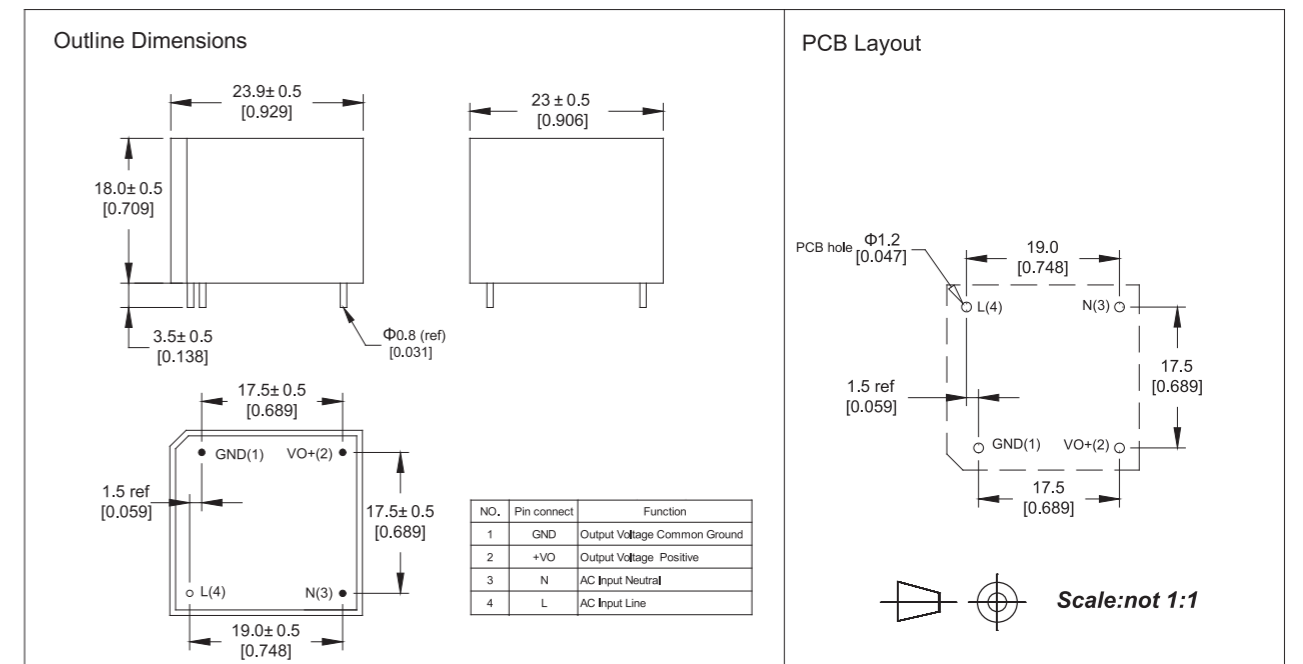 Outline Dimensions
23.9± 0.5
[0.929]
23 ± 0.5
[0.906]
18.0± 0.5
[0.709]
3.5± 0.5
[0.138]
Φ0.8 (ref)
[0.031]
17.5± 0.5
[0.689]
GND(1) VO+(2)
1.5 ref
[0.059]
17.5± 0.5
[0.689]
L(4) N(3)
19.0± 0.5
[0.748]
NO. Pin connect Function
1 GND Output Voltage Common Ground
2 +VO Output Voltage Positive
3 N AC Input Neutral
4 L AC Input Line
PCB Layout
PCB hole Φ1.2
[0.047]
19.0
[0.748]
L(4) N(3)
17.5
[0.689]
1.5 ref
[0.059]
GND(1) VO+(2)
17.5
[0.689]
Scale:not 1:1